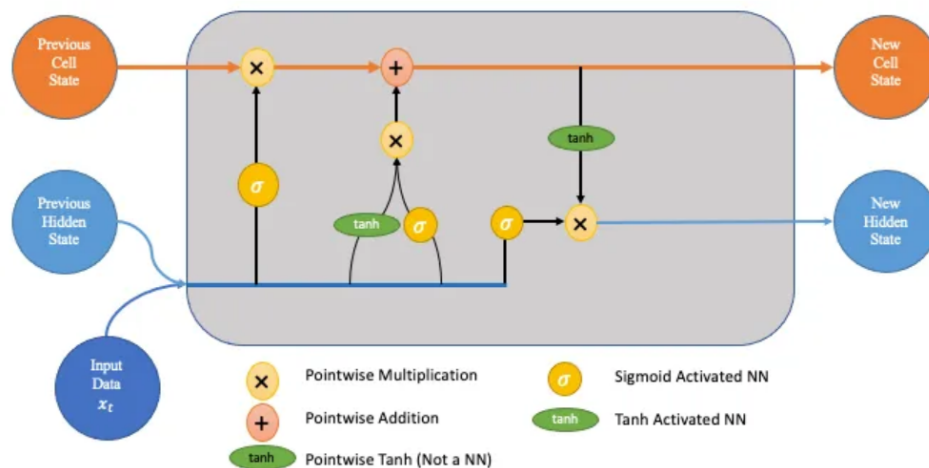 Previous
Cell
State
×
+
New
Cell
State
×
tanh
σ
Previous
Hidden
State
tanh
σ
σ
×
New
Hidden
State
Input
Data
xₜ
×
Pointwise Multiplication
σ
Sigmoid Activated NN
+
Pointwise Addition
tanh
Tanh Activated NN
tanh
Pointwise Tanh (Not a NN)